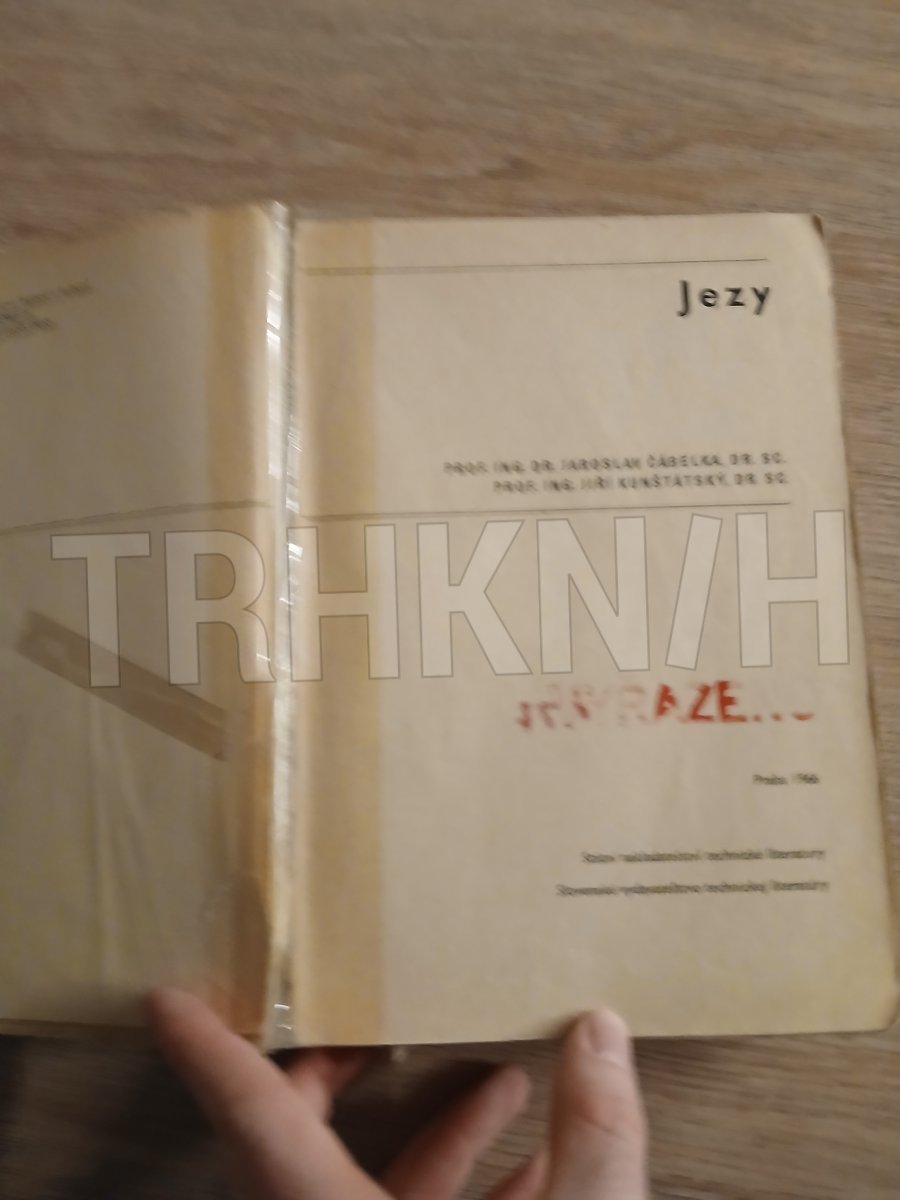 Jezy
PROF. ING. DR. JAROSLAV ČÁBELKA, DR. SC.
PROF. ING. JIŘÍ KUNŠTÁTSKÝ, DR. SC.
TRHKNIH
Praha 1966
Státní nakladatelství technické literatury
Slovenské vydavateľstvo technickej literatúry